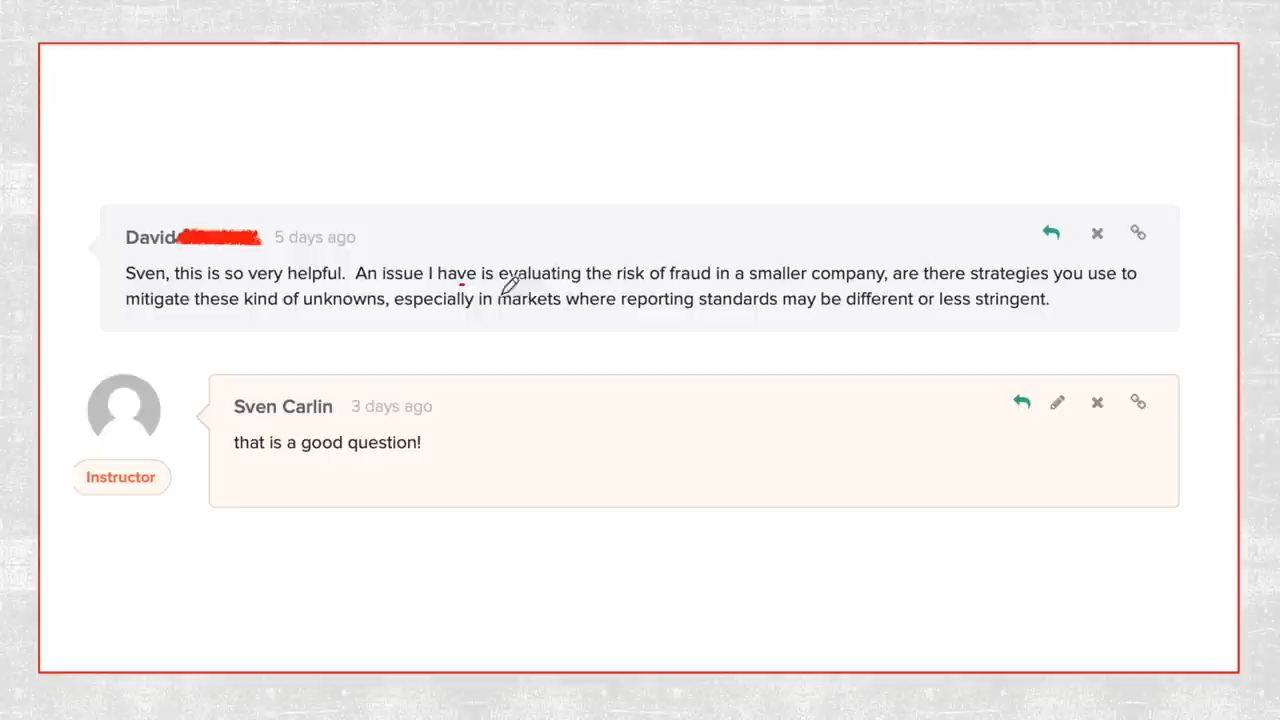 David 5 days ago
Sven, this is so very helpful.  An issue I have is evaluating the risk of fraud in a smaller company, are there strategies you use to
mitigate these kind of unknowns, especially in markets where reporting standards may be different or less stringent.
Sven Carlin 3 days ago
that is a good question!
Instructor